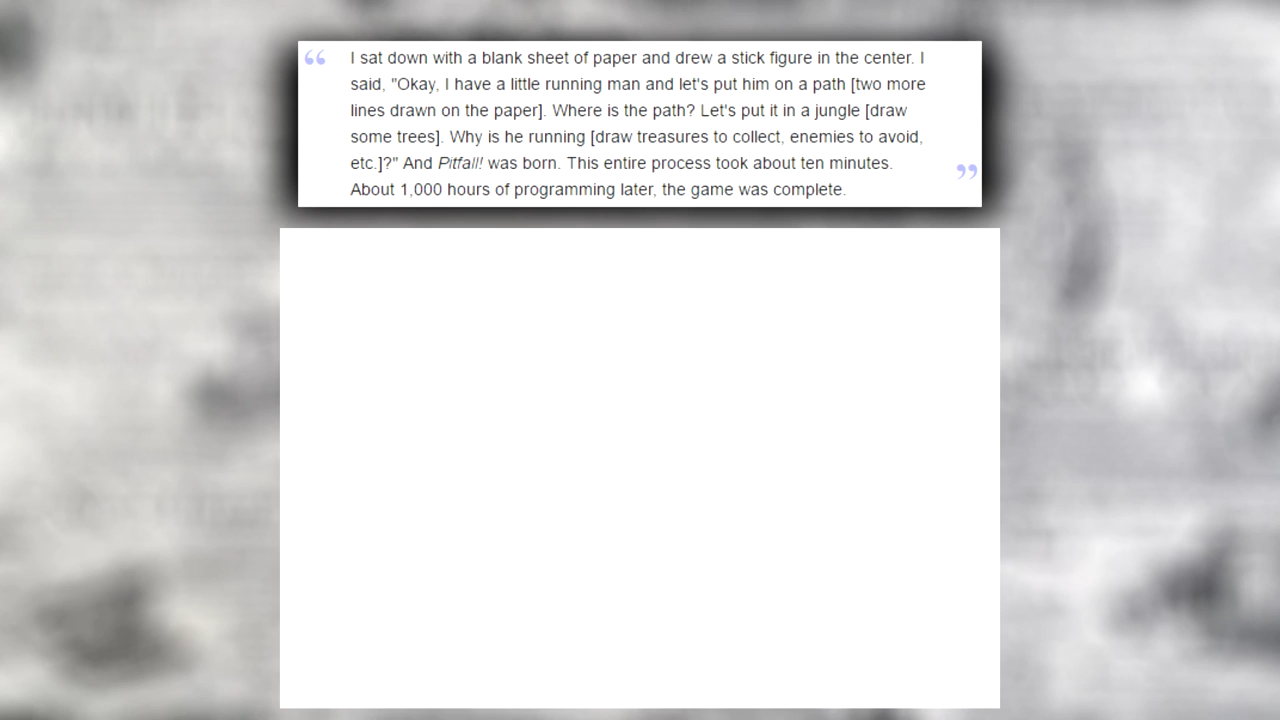 “ I sat down with a blank sheet of paper and drew a stick figure in the center. I
said, "Okay, I have a little running man and let's put him on a path [two more
lines drawn on the paper]. Where is the path? Let's put it in a jungle [draw
some trees]. Why is he running [draw treasures to collect, enemies to avoid,
etc.]?" And Pitfall! was born. This entire process took about ten minutes.
About 1,000 hours of programming later, the game was complete. ”